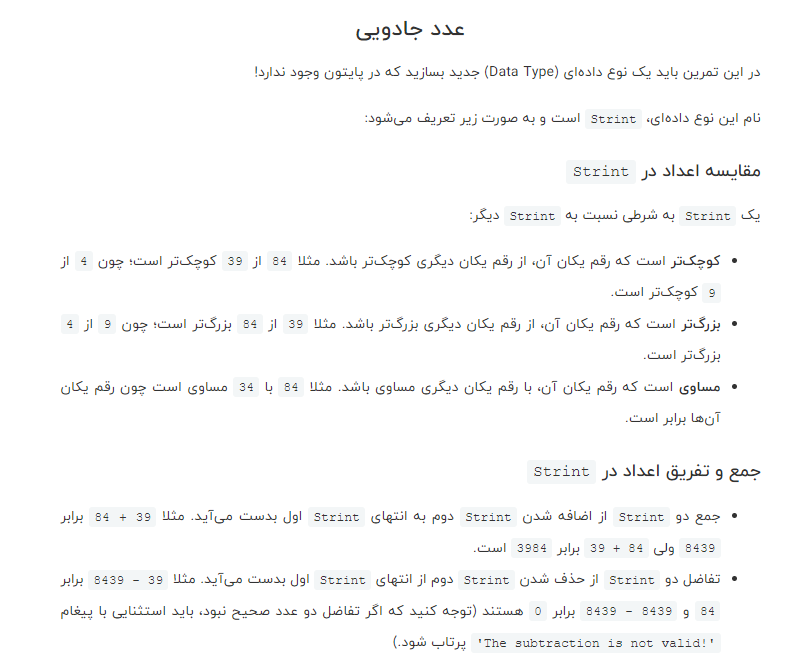 عدد جادویی
در این تمرین باید یک نوع داده‌ای (Data Type) جدید بسازید که در پایتون وجود ندارد!
نام این نوع داده‌ای، Strint است و به صورت زیر تعریف می‌شود:
مقایسه اعداد در Strint
یک Strint به شرطی نسبت به Strint دیگر:
• کوچک‌تر است که رقم یکان آن، از رقم یکان دیگری کوچک‌تر باشد. مثلا 84 از 39 کوچک‌تر است؛ چون 4 از
9 کوچک‌تر است.
• بزرگ‌تر است که رقم یکان آن، از رقم یکان دیگری بزرگ‌تر باشد. مثلا 39 از 84 بزرگ‌تر است؛ چون 9 از 4
بزرگ‌تر است.
• مساوی است که رقم یکان آن، با رقم یکان دیگری مساوی باشد. مثلا 84 با 34 مساوی است چون رقم یکان
آن‌ها برابر است.
جمع و تفریق اعداد در Strint
• جمع دو Strint از اضافه شدن Strint دوم به انتهای Strint اول بدست می‌آید. مثلا 84 + 39 برابر
8439 ولی 39 + 84 برابر 3984 است.
• تفاضل دو Strint از حذف شدن Strint دوم از انتهای Strint اول بدست می‌آید. مثلا 8439 - 39 برابر
84 و 8439 - 8439 برابر 0 هستند (توجه کنید که اگر تفاضل دو عدد صحیح نبود، باید استثنایی با پیغام
'The subtraction is not valid!' پرتاب شود.)